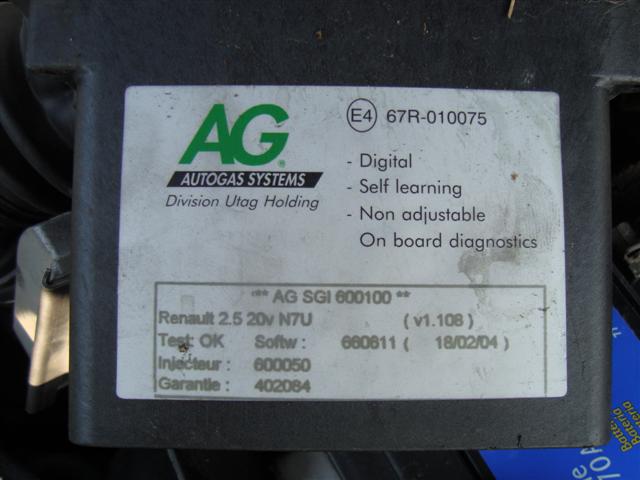 AG®
AUTOGAS SYSTEMS
Division Utag Holding
E4 67R-010075
- Digital
- Self learning
- Non adjustable
On board diagnostics
*** AG SGI 600100 **
Renault 2.5 20v N7U ( v1.108 )
Test: OK Softw : 660611 ( 18/02/04 )
Injecteur : 600050
Garantie : 402084
Batería